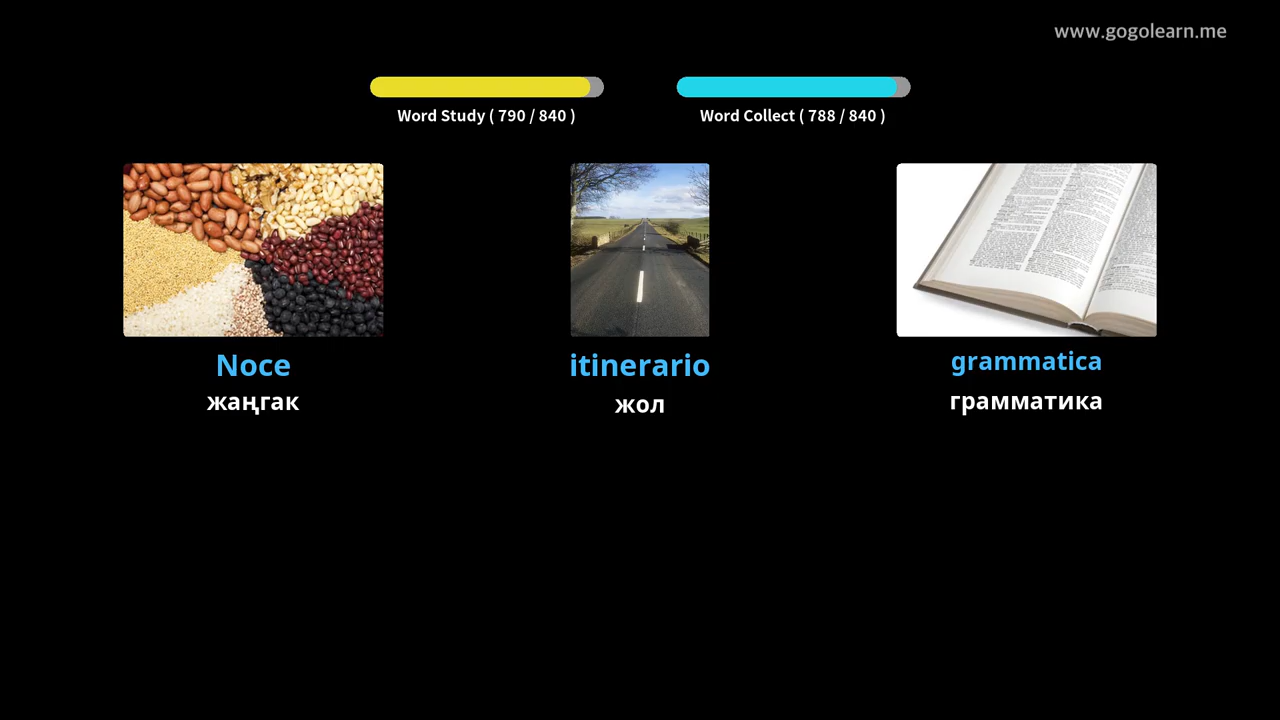 www.gogolearn.me
Word Study ( 790 / 840 )
Word Collect ( 788 / 840 )
Noce
жаңгак
itinerario
жол
grammatica
грамматика